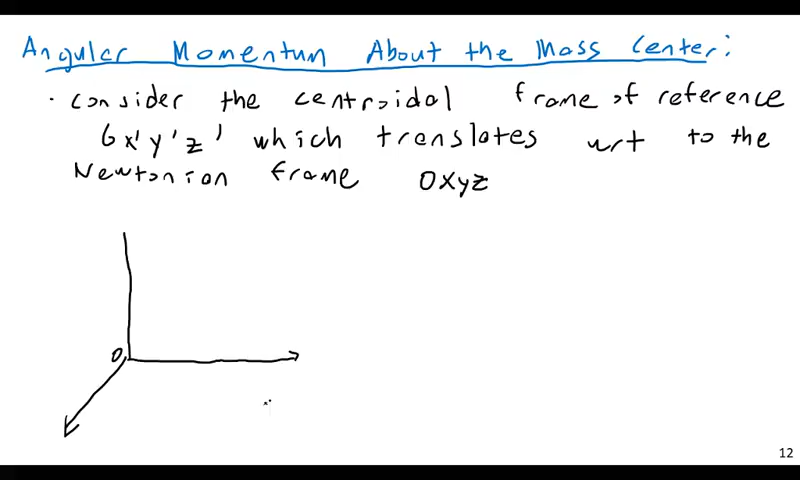 Angular Momentum About the Mass Center:
· Consider the centroidal frame of reference
Gx'y'z' which translates wrt to the
Newtonian frame OXYZ
O
12